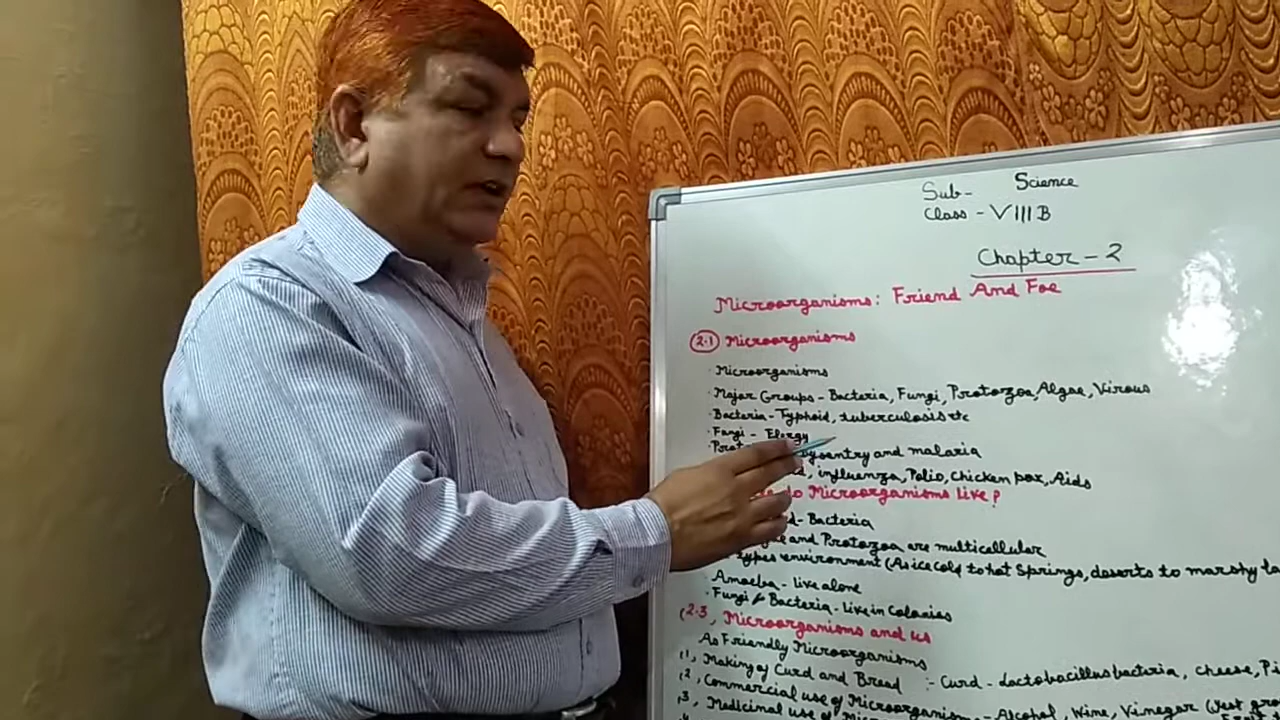 Sub- Science
Class - VIII B
Chapter - 2
Microorganisms: Friend And Foe
2.1 Microorganisms
Microorganisms
Major Groups - Bacteria, Fungi, Protozoa, Algae, Virous
Bacteria - Typhoid, tuberculosis etc
Fungi - Elergy
and malaria
influenza, Polio, Chicken pox, Aids
do Microorganisms live?
- Bacteria
and Protozoa are multicellular
types environment (As ice cold to hot Springs, deserts to marshy
Amoeba - live alone
Fungi & Bacteria - Live in Colonies
2.3, Microorganisms and us
As Friendly Microorganisms
1, Making of Curd and Bread :- Curd - Lactobacillus bacteria, cheese,
2, Commercial use of Microorganism - Alcohol, Wine, Vinegar
3, Medicinal use of